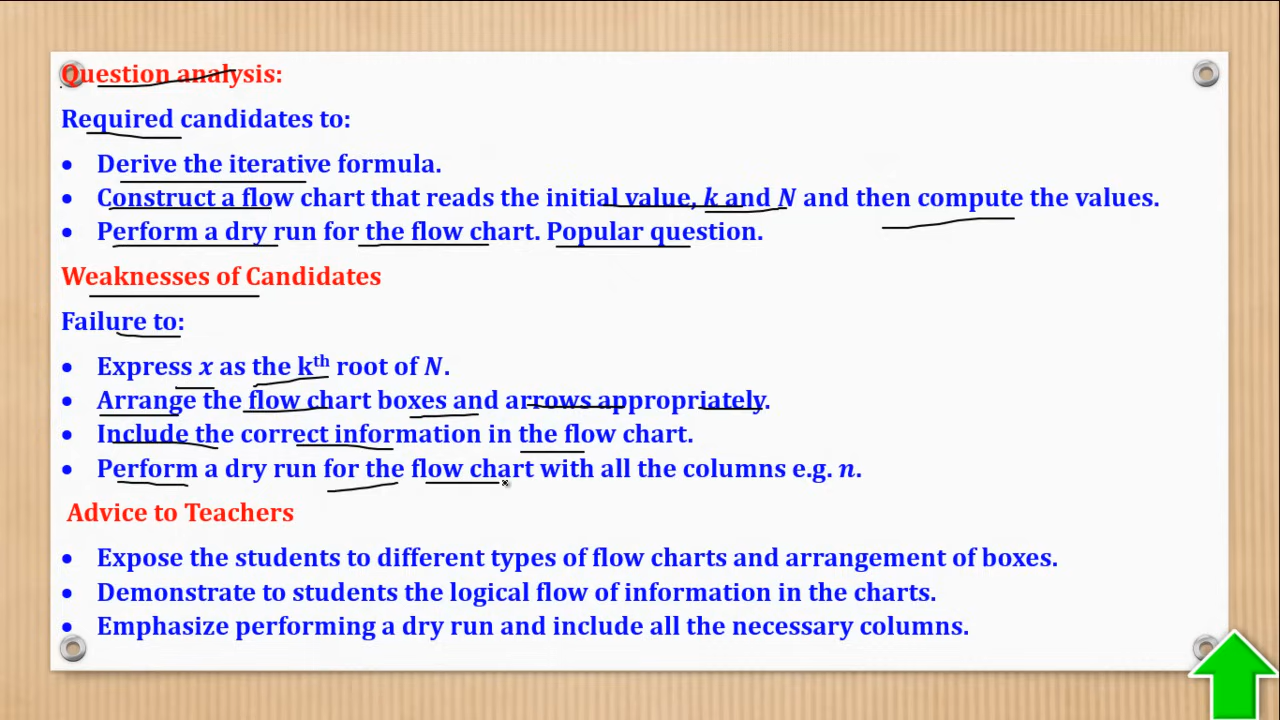 Question analysis:
Required candidates to:
• Derive the iterative formula.
• Construct a flow chart that reads the initial value, k and N and then compute the values.
• Perform a dry run for the flow chart. Popular question.
Weaknesses of Candidates
Failure to:
• Express x as the kth root of N.
• Arrange the flow chart boxes and arrows appropriately.
• Include the correct information in the flow chart.
• Perform a dry run for the flow chart with all the columns e.g. n.
Advice to Teachers
• Expose the students to different types of flow charts and arrangement of boxes.
• Demonstrate to students the logical flow of information in the charts.
• Emphasize performing a dry run and include all the necessary columns.